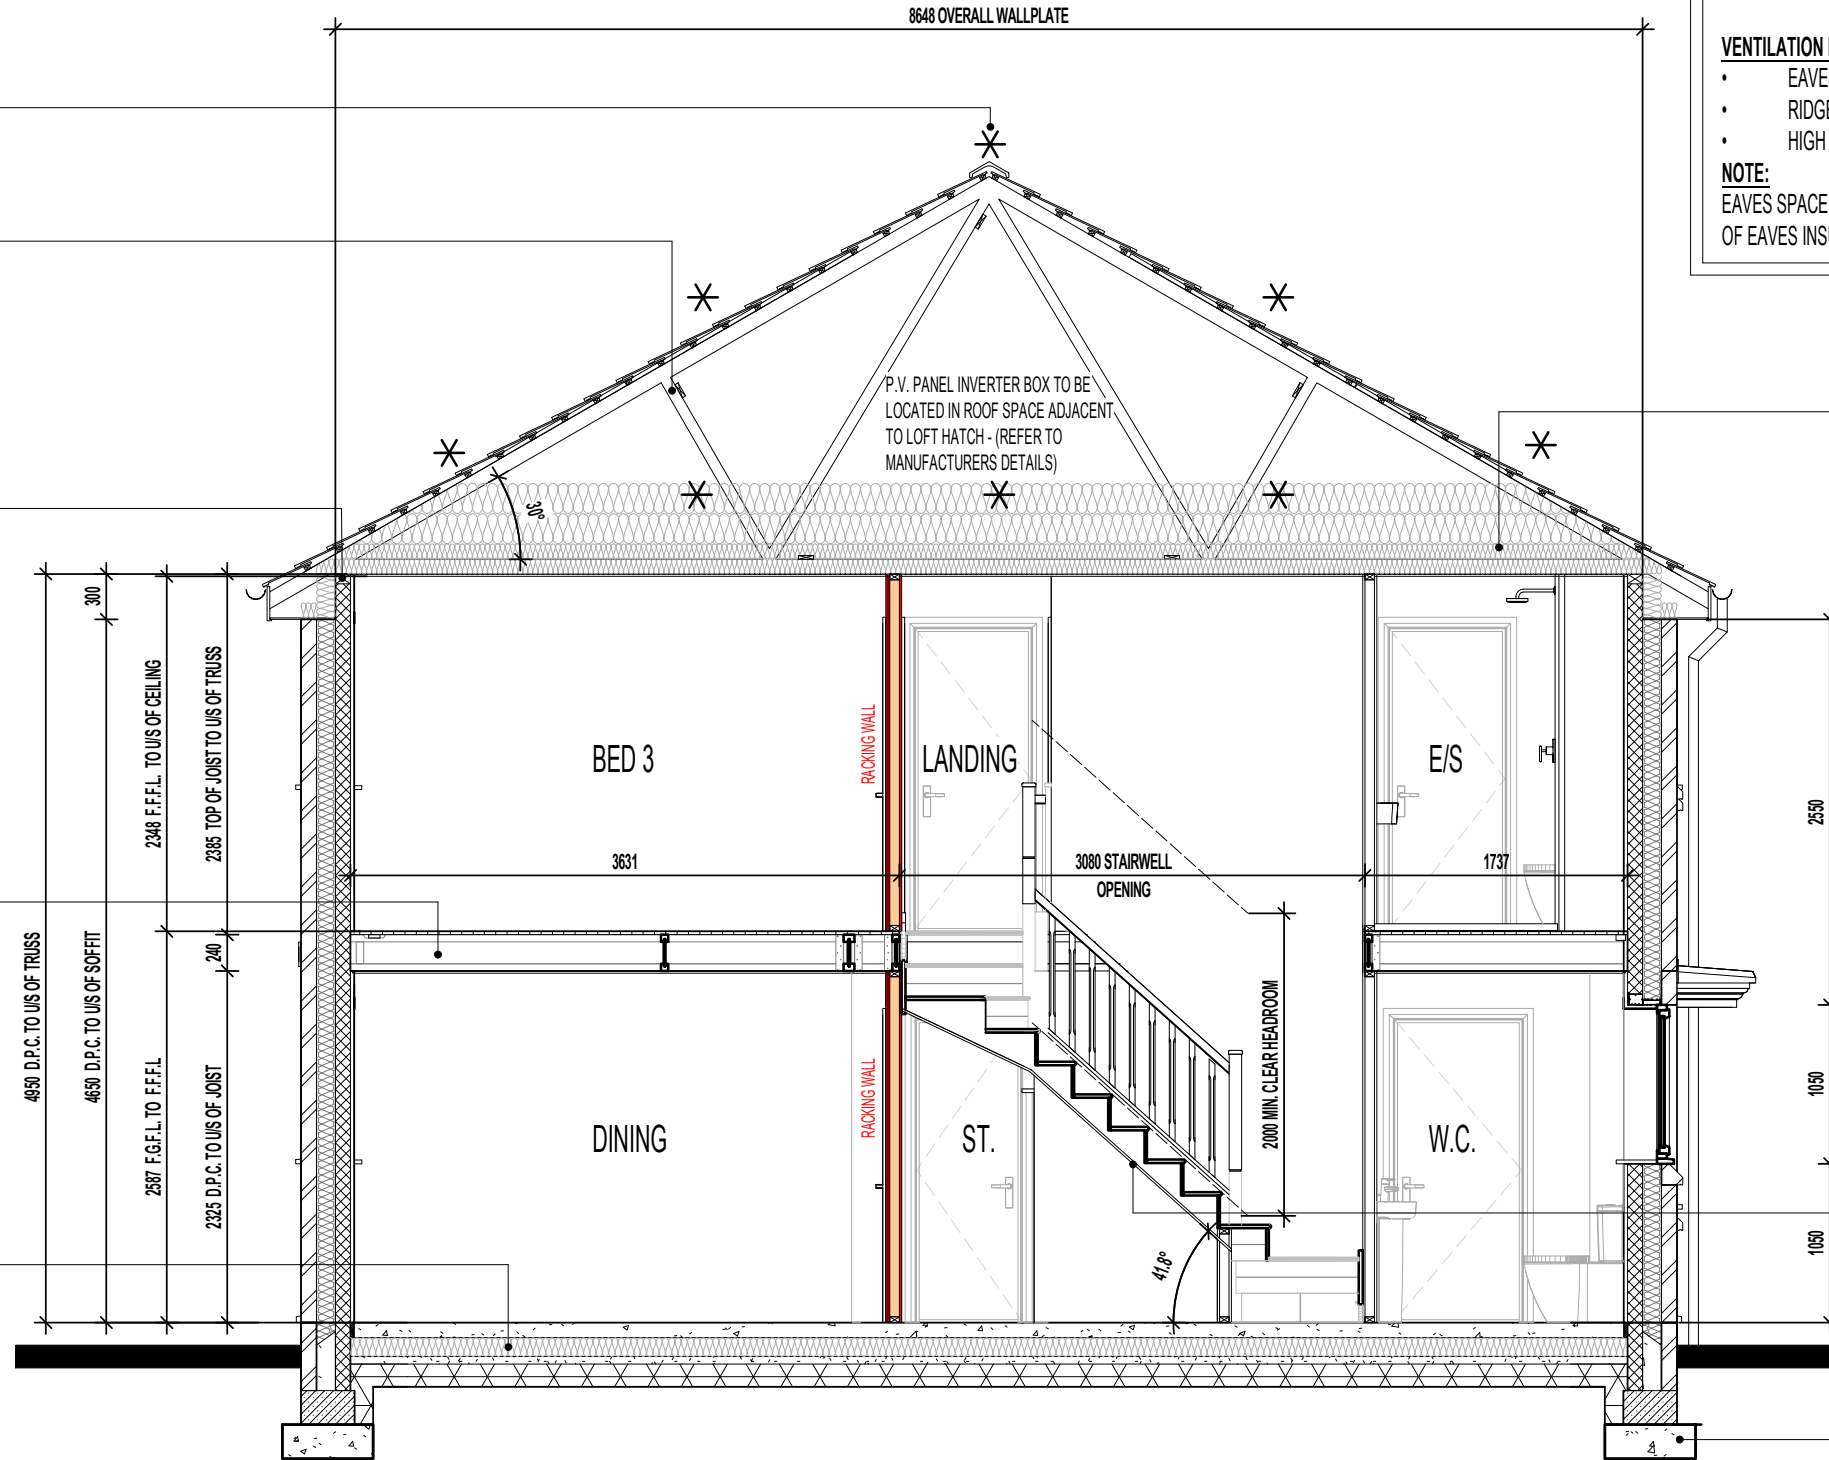 8648 OVERALL WALLPLATE
VENTILATION
• EAVE
• RIDGE
• HIGH
NOTE:
EAVES SPACE
OF EAVES INS
P.V. PANEL INVERTER BOX TO BE
LOCATED IN ROOF SPACE ADJACENT
TO LOFT HATCH - (REFER TO
MANUFACTURERS DETAILS)
30°
300
2348 F.F.F.L. TO U/S OF CEILING
2385 TOP OF JOIST TO U/S OF TRUSS
BED 3
RACKING WALL
LANDING
E/S
2550
3631
3080 STAIRWELL
OPENING
1737
4950 D.P.C. TO U/S OF TRUSS
4650 D.P.C. TO U/S OF SOFFIT
240
2587 F.G.F.L. TO F.F.F.L
2325 D.P.C. TO U/S OF JOIST
DINING
RACKING WALL
ST.
2000 MIN. CLEAR HEADROOM
W.C.
1050
1050
41.8°